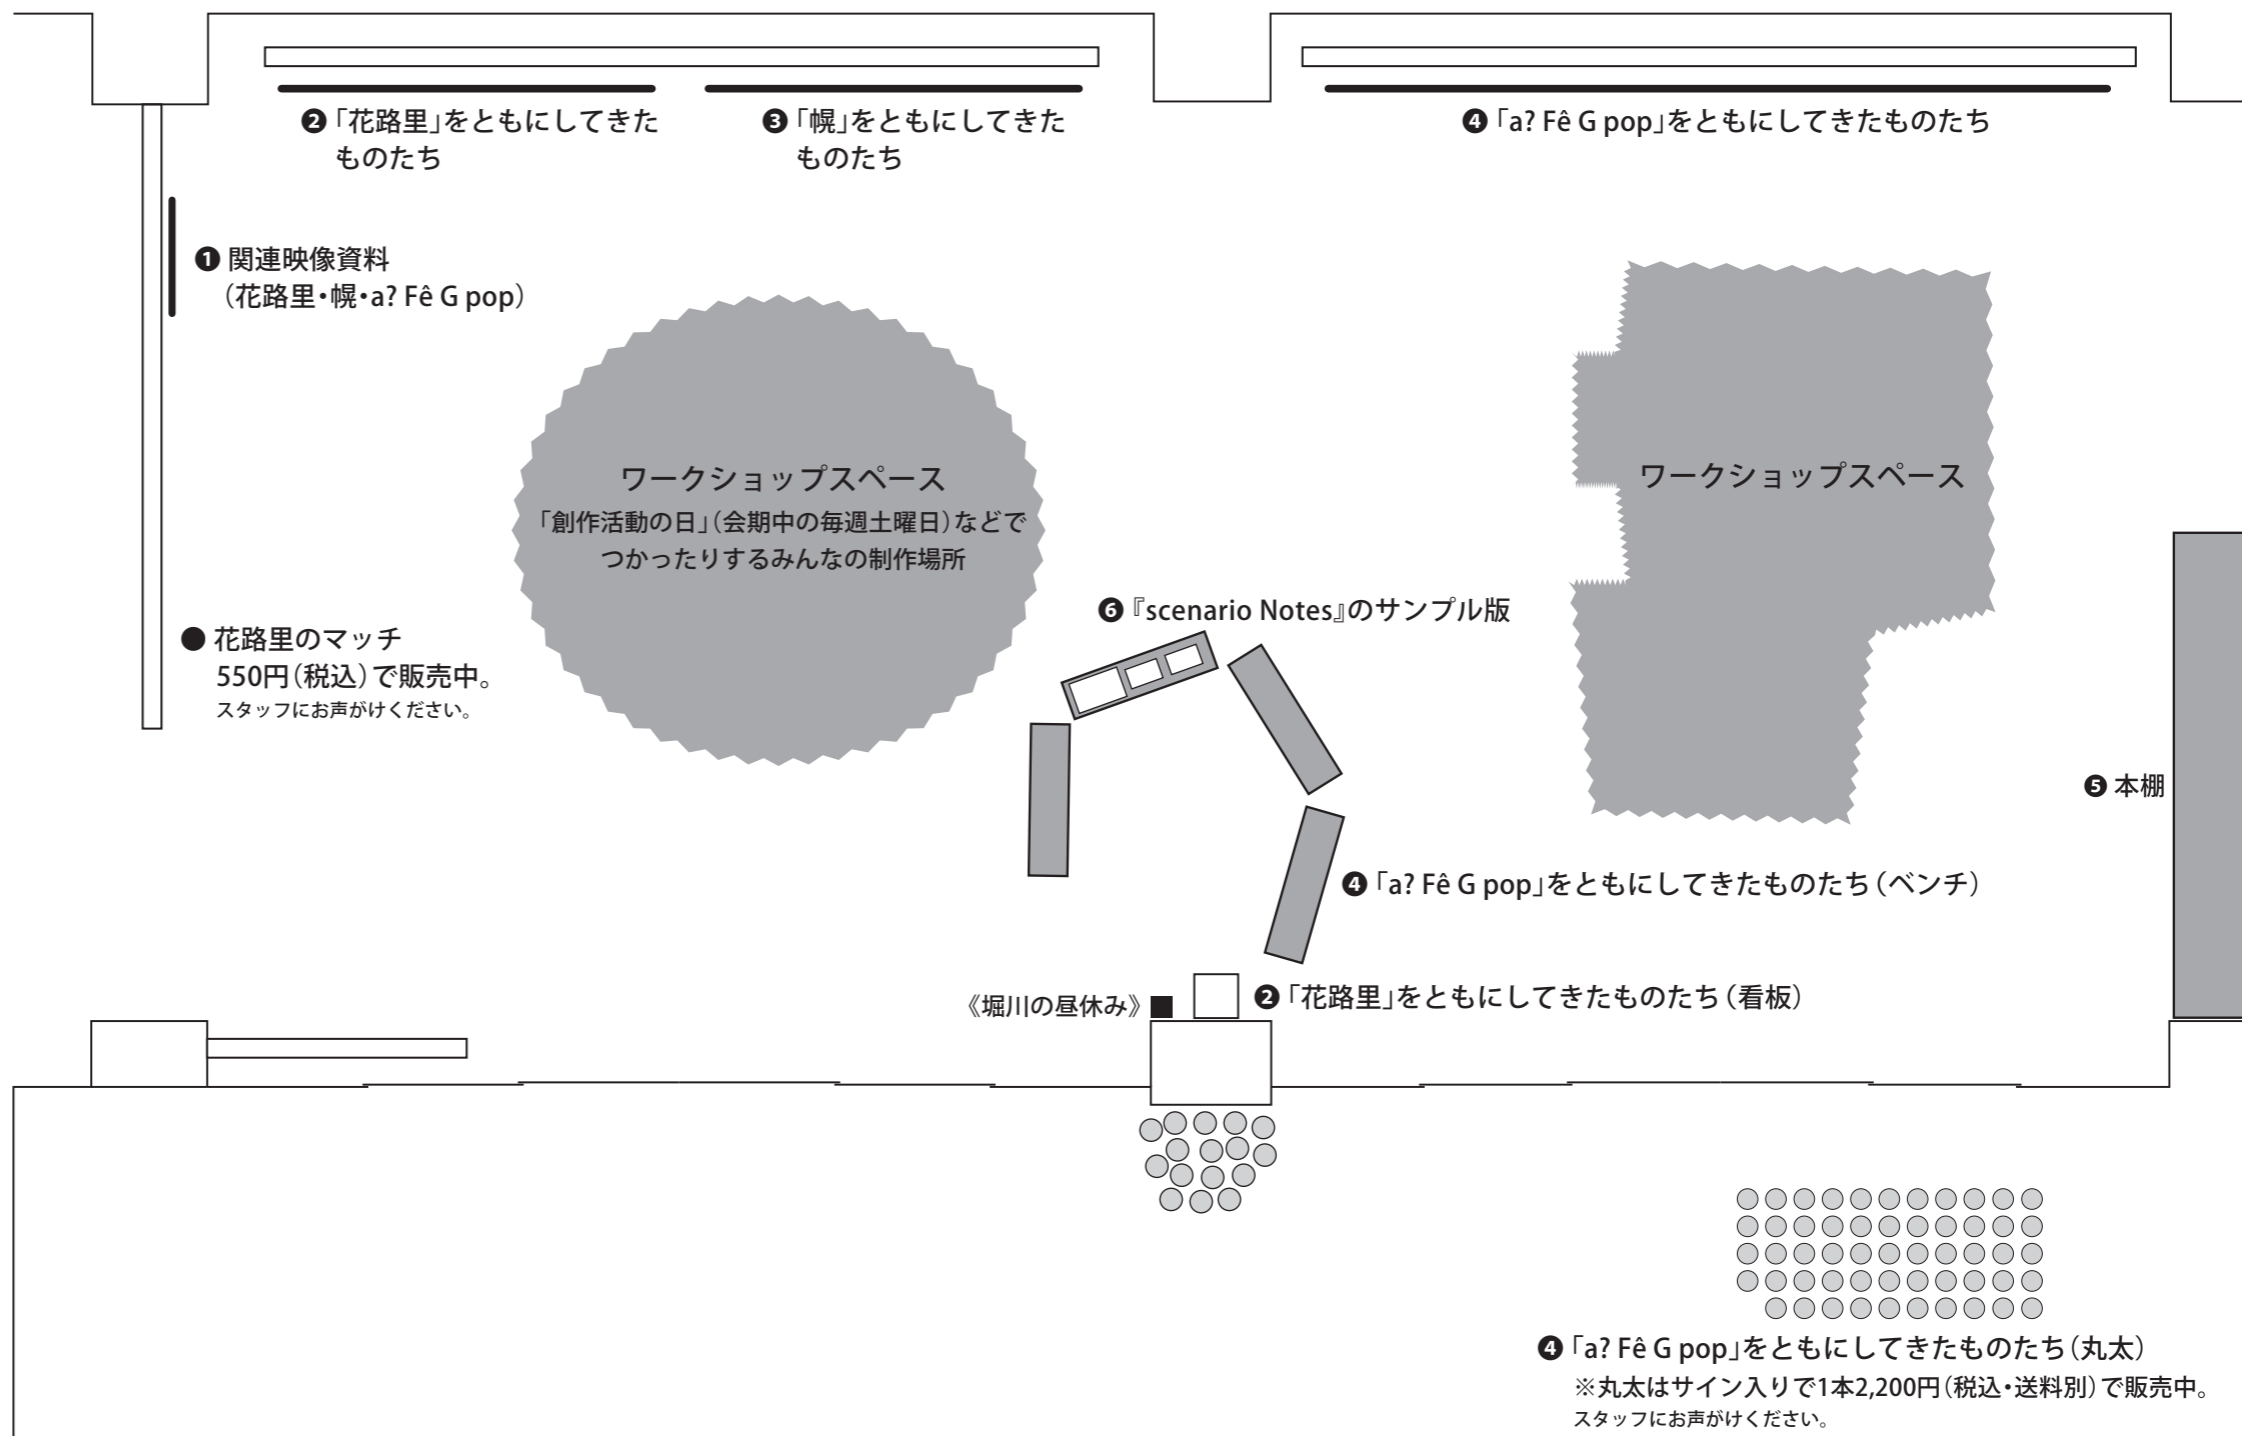 ❷「花路里」をともにしてきた
ものたち
❸「幌」をともにしてきた
ものたち
❹「a? Fê G pop」をともにしてきたものたち
❶ 関連映像資料
（花路里・幌・a? Fê G pop）
ワークショップスペース
「創作活動の日」（会期中の毎週土曜日）などで
つかったりするみんなの制作場所
ワークショップスペース
❻『scenario Notes』のサンプル版
● 花路里のマッチ
550円（税込）で販売中。
スタッフにお声がけください。
❺ 本棚
❹「a? Fê G pop」をともにしてきたものたち（ベンチ）
《堀川の昼休み》
❷「花路里」をともにしてきたものたち（看板）
❹「a? Fê G pop」をともにしてきたものたち（丸太）
※丸太はサイン入りで1本2,200円（税込・送料別）で販売中。
スタッフにお声がけください。